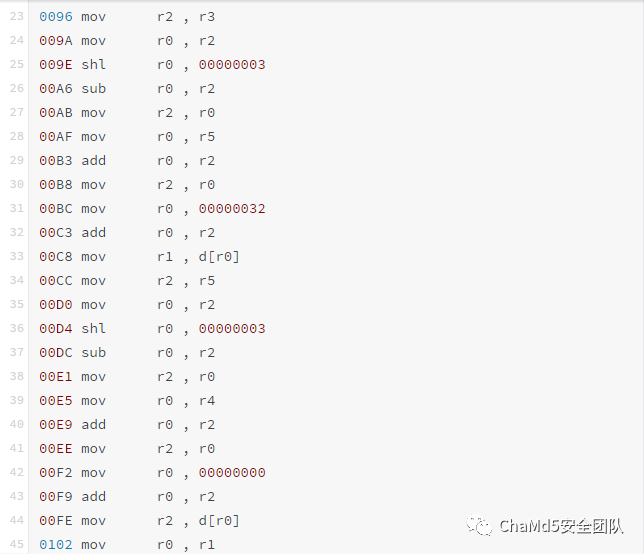 23 0096 mov r2 , r3
24 009A mov r0 , r2
25 009E shl r0 , 00000003
26 00A6 sub r0 , r2
27 00AB mov r2 , r0
28 00AF mov r0 , r5
29 00B3 add r0 , r2
30 00B8 mov r2 , r0
31 00BC mov r0 , 00000032
32 00C3 add r0 , r2
33 00C8 mov r1 , d[r0]
34 00CC mov r2 , r5
35 00D0 mov r0 , r2
36 00D4 shl r0 , 00000003
37 00DC sub r0 , r2
38 00E1 mov r2 , r0
39 00E5 mov r0 , r4
40 00E9 add r0 , r2
41 00EE mov r2 , r0
42 00F2 mov r0 , 00000000
43 00F9 add r0 , r2
44 00FE mov r2 , d[r0]
ChaMd5安全团队
45 0102 mov r0 , r1